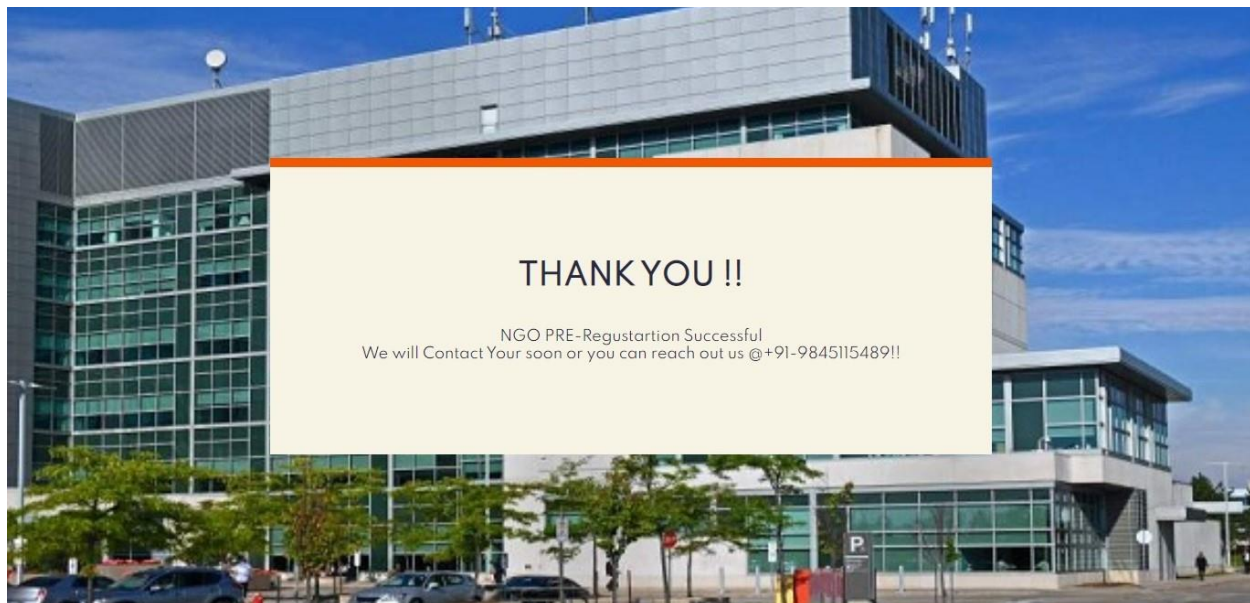 THANK YOU !!
NGO PRE-Regustartion Successful
We will Contact Your soon or you can reach out us @+91-9845115489!!
P